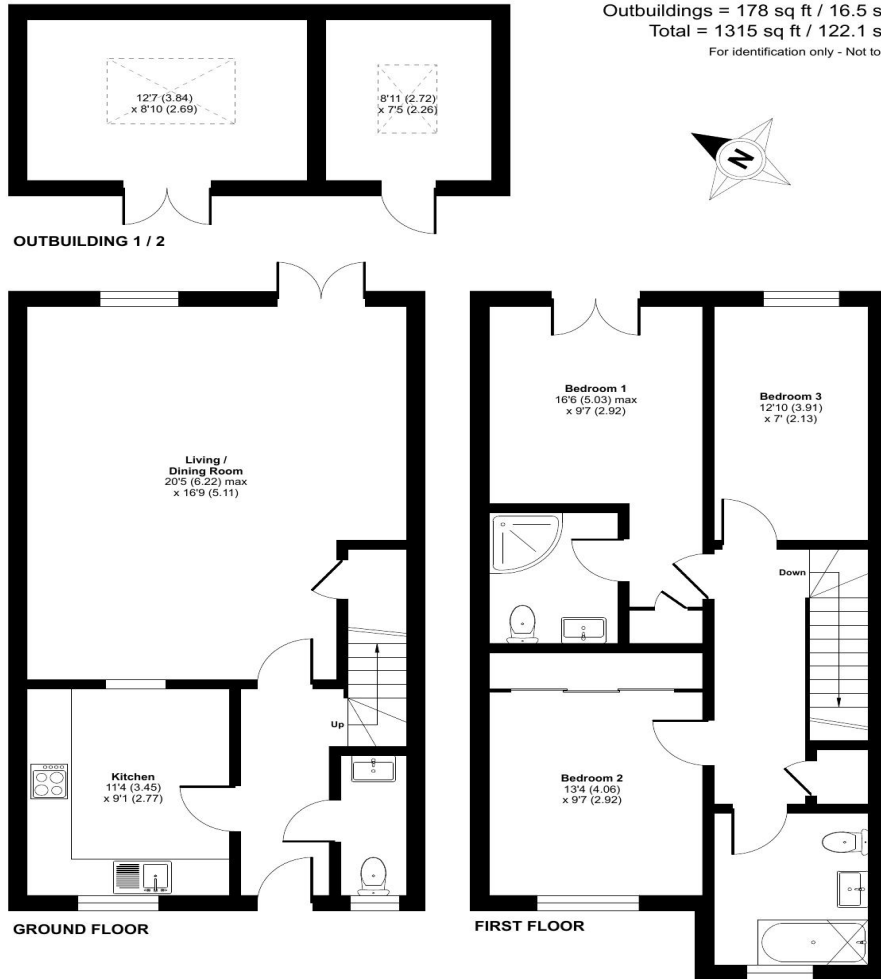 Outbuildings = 178 sq ft / 16.5 s
Total = 1315 sq ft / 122.1 s
For identification only - Not to
12'7 (3.84)
x 8'10 (2.69)
8'11 (2.72)
x 7'5 (2.26)
N
OUTBUILDING 1 / 2
Living /
Dining Room
20'5 (6.22) max
x 16'9 (5.11)
Up
Kitchen
11'4 (3.45)
x 9'1 (2.77)
GROUND FLOOR
Bedroom 1
16'6 (5.03) max
x 9'7 (2.92)
Bedroom 3
12'10 (3.91)
x 7' (2.13)
Down
Bedroom 2
13'4 (4.06)
x 9'7 (2.92)
FIRST FLOOR